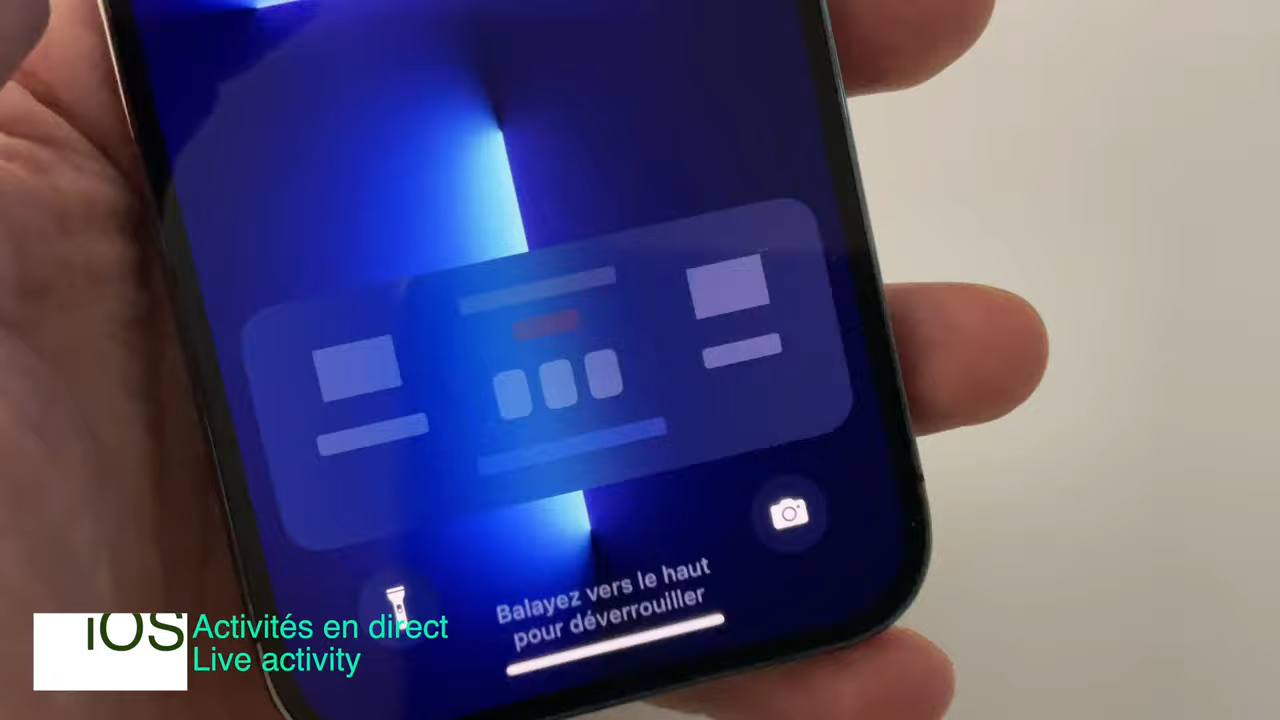 Balayez vers le haut
pour déverrouiller
iOS
Activités en direct
Live activity